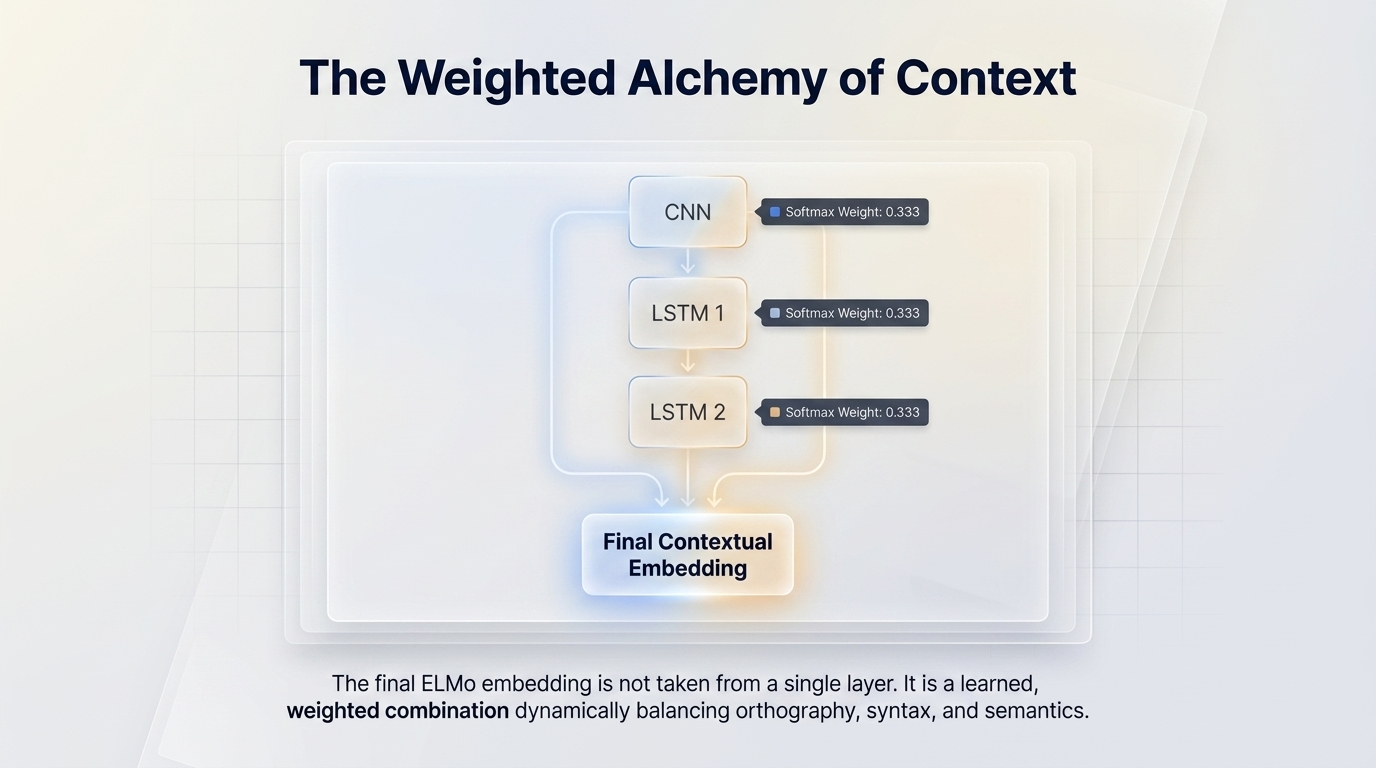 The Weighted Alchemy of Context
CNN
Softmax Weight: 0.333
LSTM 1
Softmax Weight: 0.333
LSTM 2
Softmax Weight: 0.333
Final Contextual
Embedding
The final ELMo embedding is not taken from a single layer. It is a learned,
weighted combination dynamically balancing orthography, syntax, and semantics.